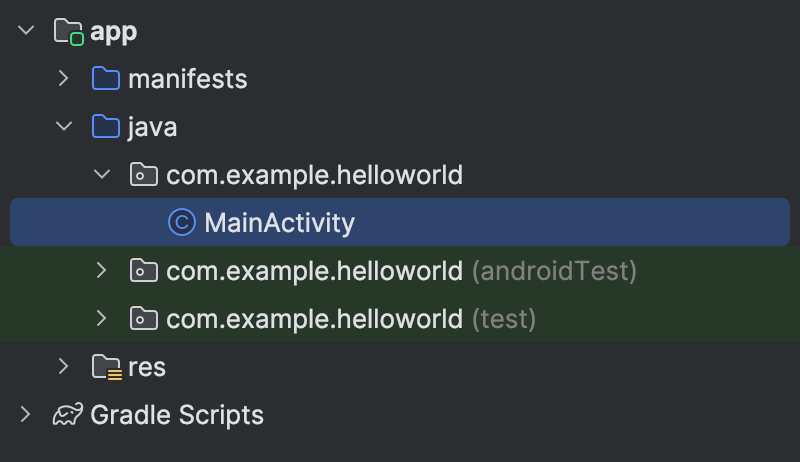 app
manifests
java
com.example.helloworld
C MainActivity
com.example.helloworld (androidTest)
com.example.helloworld (test)
res
Gradle Scripts